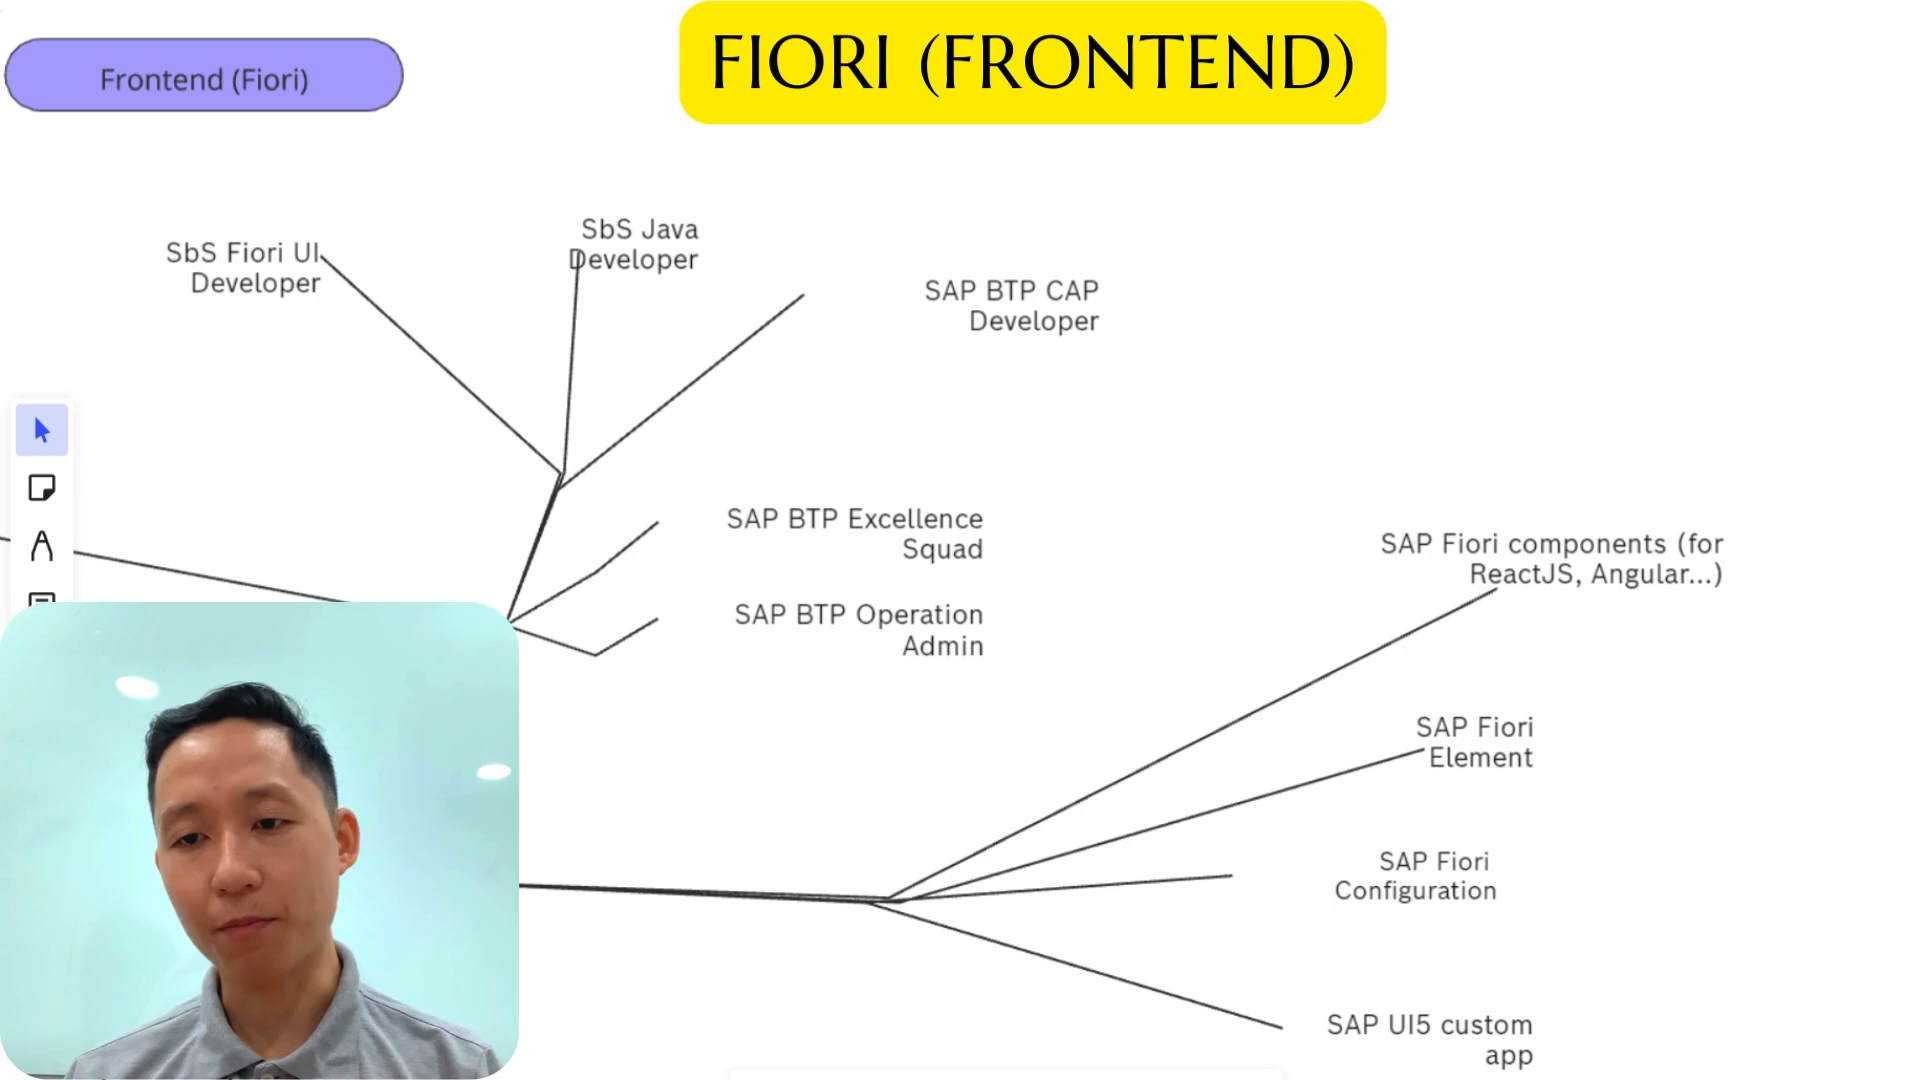 Frontend (Fiori)
FIORI (FRONTEND)
SbS Fiori UI
Developer
SbS Java
Developer
SAP BTP CAP
Developer
SAP BTP Excellence
Squad
SAP BTP Operation
Admin
SAP Fiori components (for
ReactJS, Angular...)
SAP Fiori
Element
SAP Fiori
Configuration
SAP UI5 custom
app